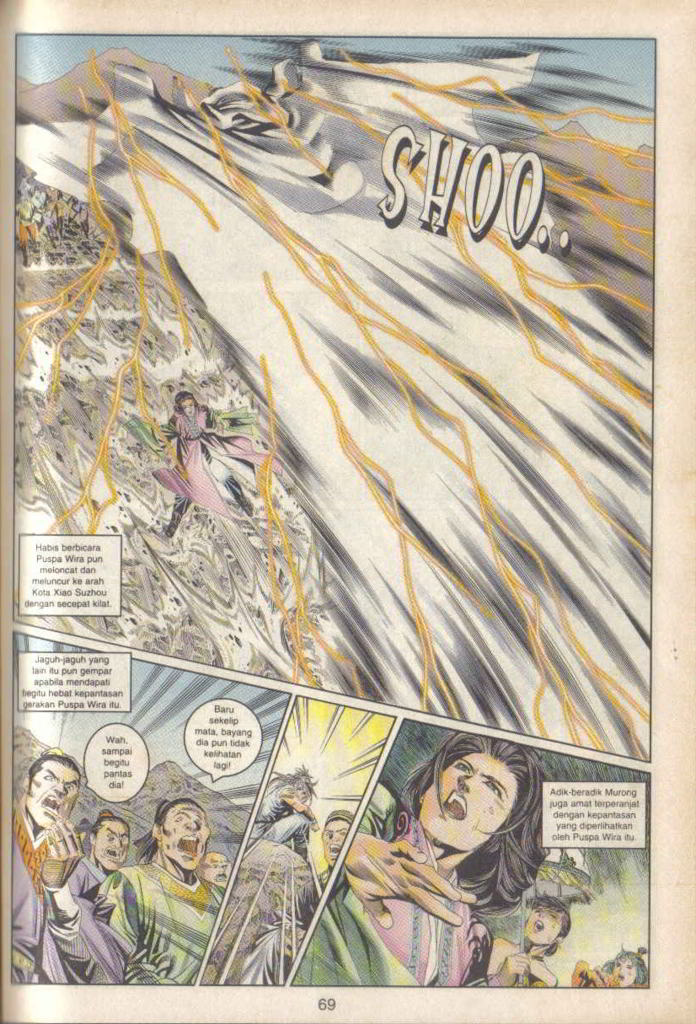 SHOO..
Habis berbicara
Puspa Wira pun
meloncat dan
meluncur ke arah
Kota Xiao Suzhou
dengan secepat kilat.
Jaguh-jaguh yang
lain itu pun gempar
apabila mendapati
begitu hebat kepantasan
gerakan Puspa Wira itu.
Wah,
sampai
begitu
pantas
dia!
Baru
sekelip
mata, bayang
dia pun tidak
kelihatan
lagi!
Adik-beradik Murong
juga amat terperanjat
dengan kepantasan
yang diperlihatkan
oleh Puspa Wira itu.
69